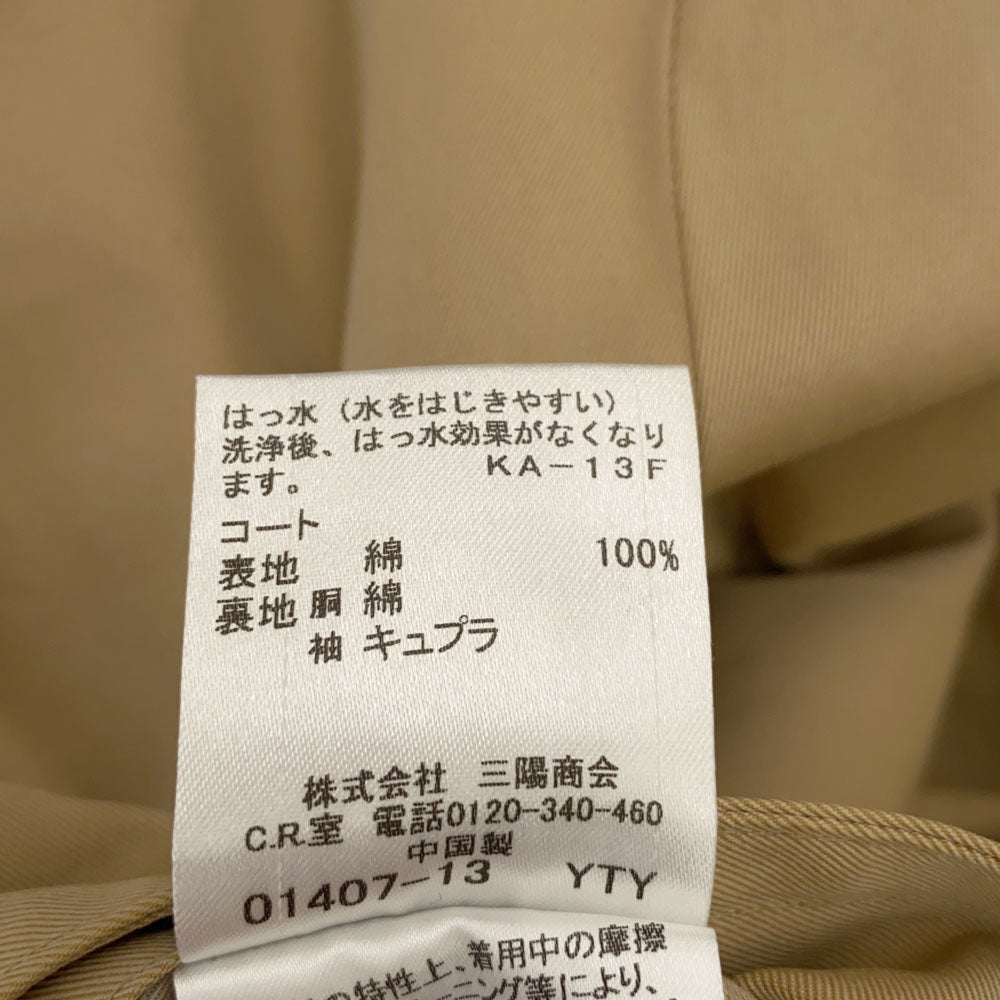 はっ水（水をはじきやすい）
洗浄後、はっ水効果がなくなり
ます。 KA-13F
コート
表地 綿 100%
裏地 胴 綿
袖 キュプラ
株式会社 三陽商会
C.R.室 電話0120-340-460
中国製
01407-13 YTY
の特性上、着用中の摩擦
ニング等により、